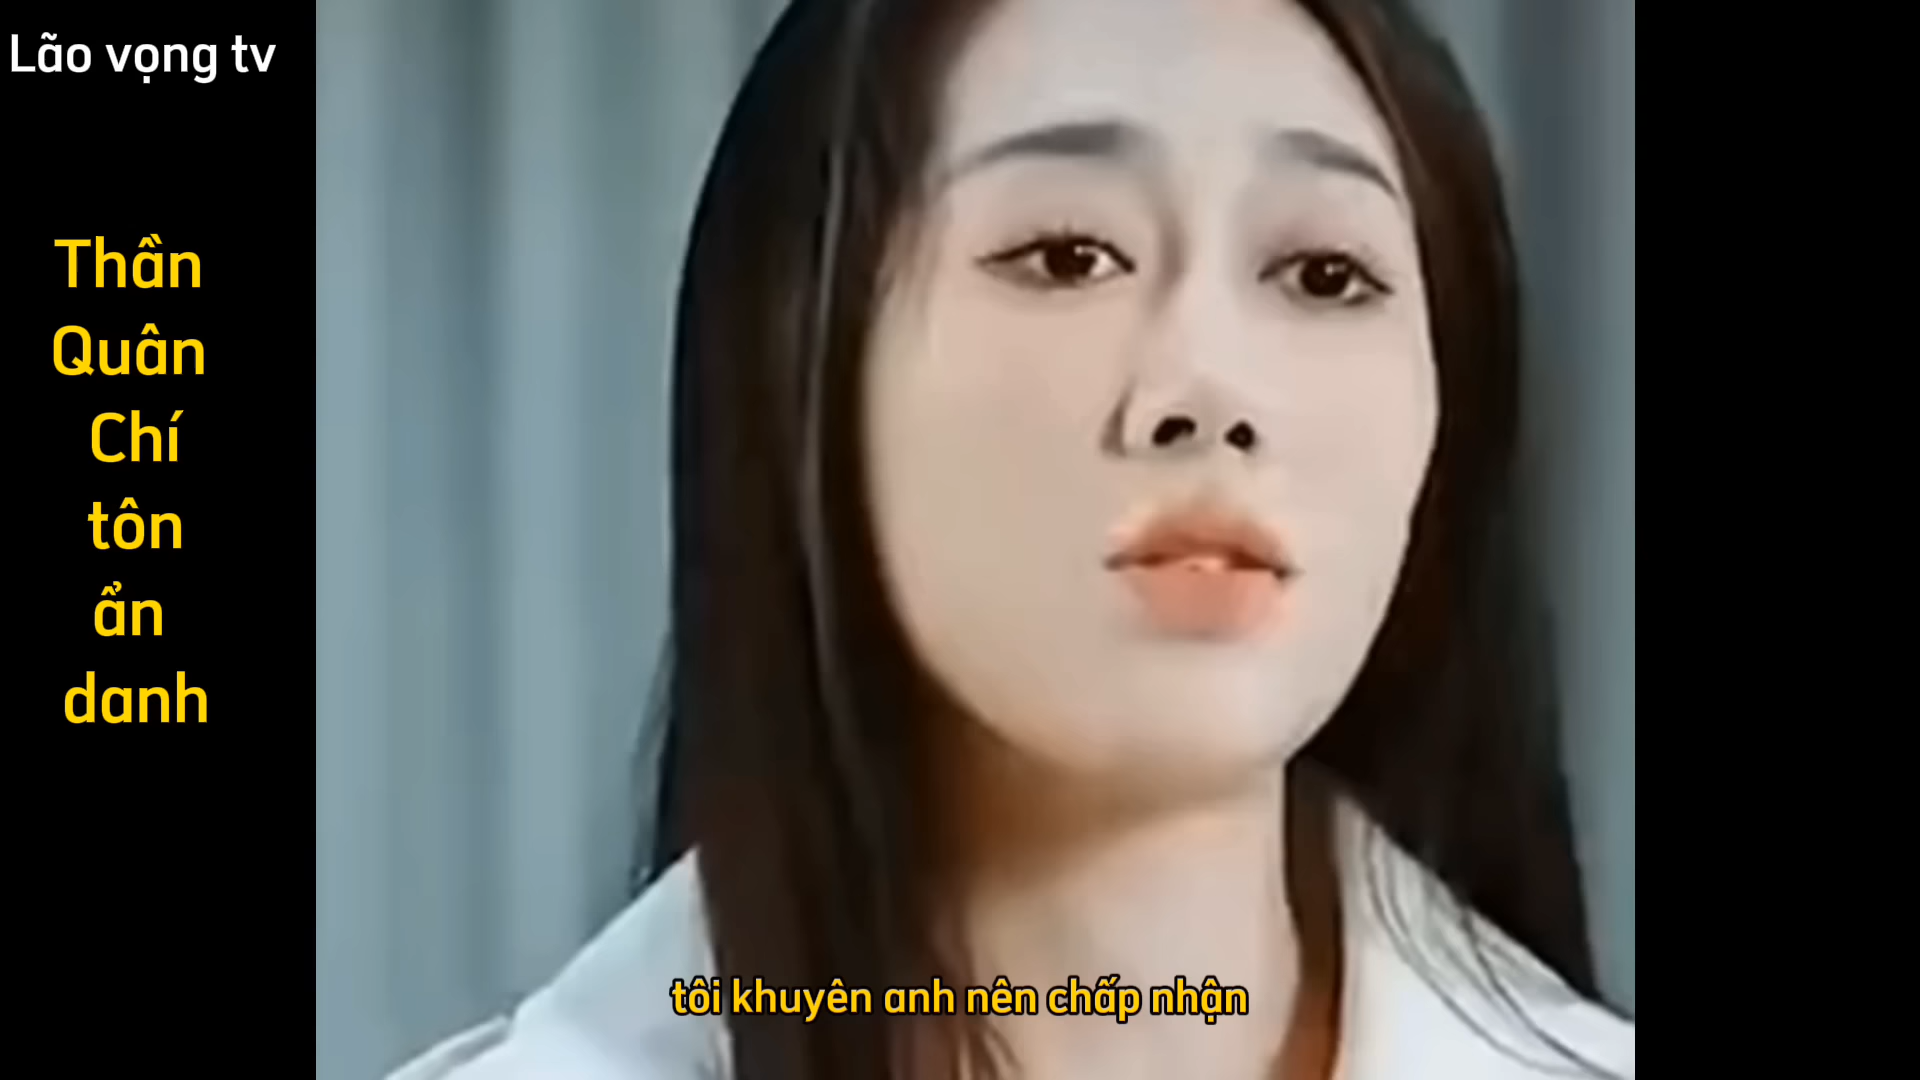 Lão vọng tv
Thần
Quân
Chí
tôn
ẩn
danh
tôi khuyên anh nên chấp nhận